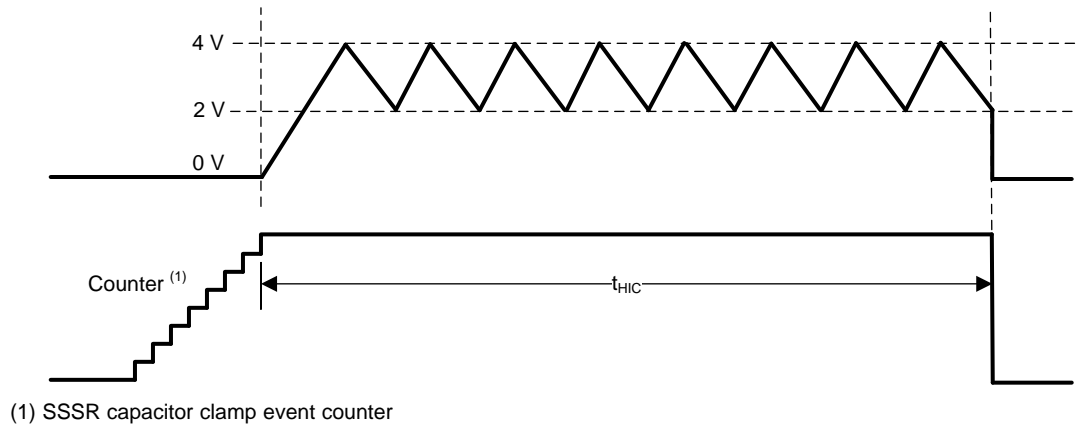 4 V
2 V
0 V
Counter (1)
tHIC
(1) SSSR capacitor clamp event counter